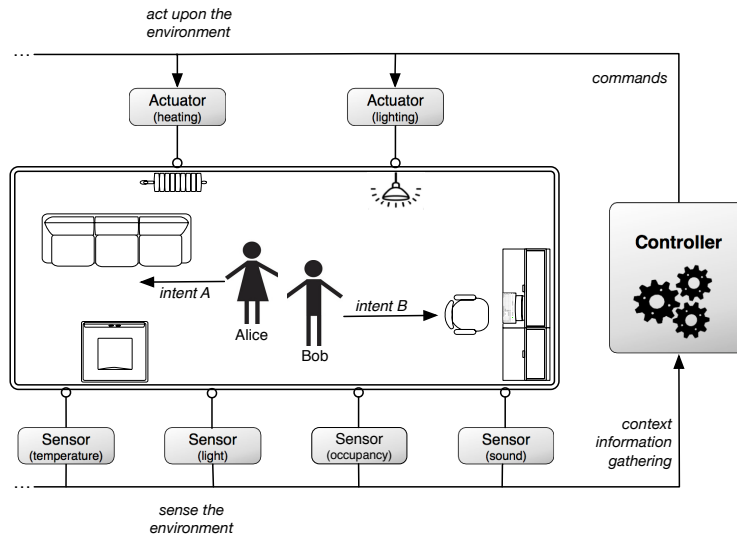 act upon the
environment
...
commands
Actuator
(heating)
Actuator
(lighting)
Controller
intent A
intent B
Alice
Bob
Sensor
(temperature)
Sensor
(light)
Sensor
(occupancy)
Sensor
(sound)
context
information
gathering
...
sense the
environment